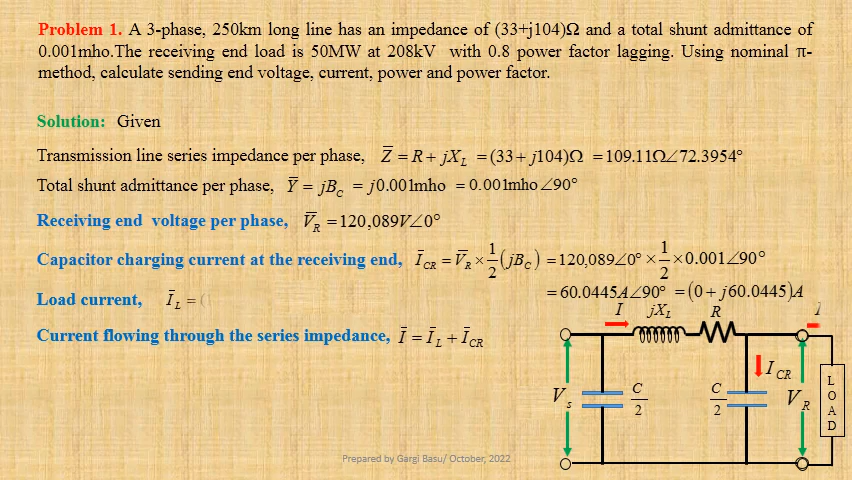 Problem 1. A 3-phase, 250km long line has an impedance of (33+j104)Ω and a total shunt admittance of
0.001mho.The receiving end load is 50MW at 208kV with 0.8 power factor lagging. Using nominal π-
method, calculate sending end voltage, current, power and power factor.
Solution: Given
Transmission line series impedance per phase, Z̅ = R + jX_L = (33 + j104)Ω = 109.11Ω∠72.3954°
Total shunt admittance per phase, Y̅ = jB_C = j0.001mho = 0.001mho∠90°
Receiving end voltage per phase, V̅_R = 120,089V∠0°
Capacitor charging current at the receiving end, I̅_CR = V̅_R × 1/2 (jB_C) = 120,089∠0° × 1/2 × 0.001∠90°
= 60.0445A∠90° = (0 + j60.0445)A
Load current, I̅_L = (
Current flowing through the series impedance, I̅ = I̅_L + I̅_CR
I jX_L R
I_CR
V_s C/2 C/2 V_R
LOAD
Prepared by Gargi Basu/ October, 2022